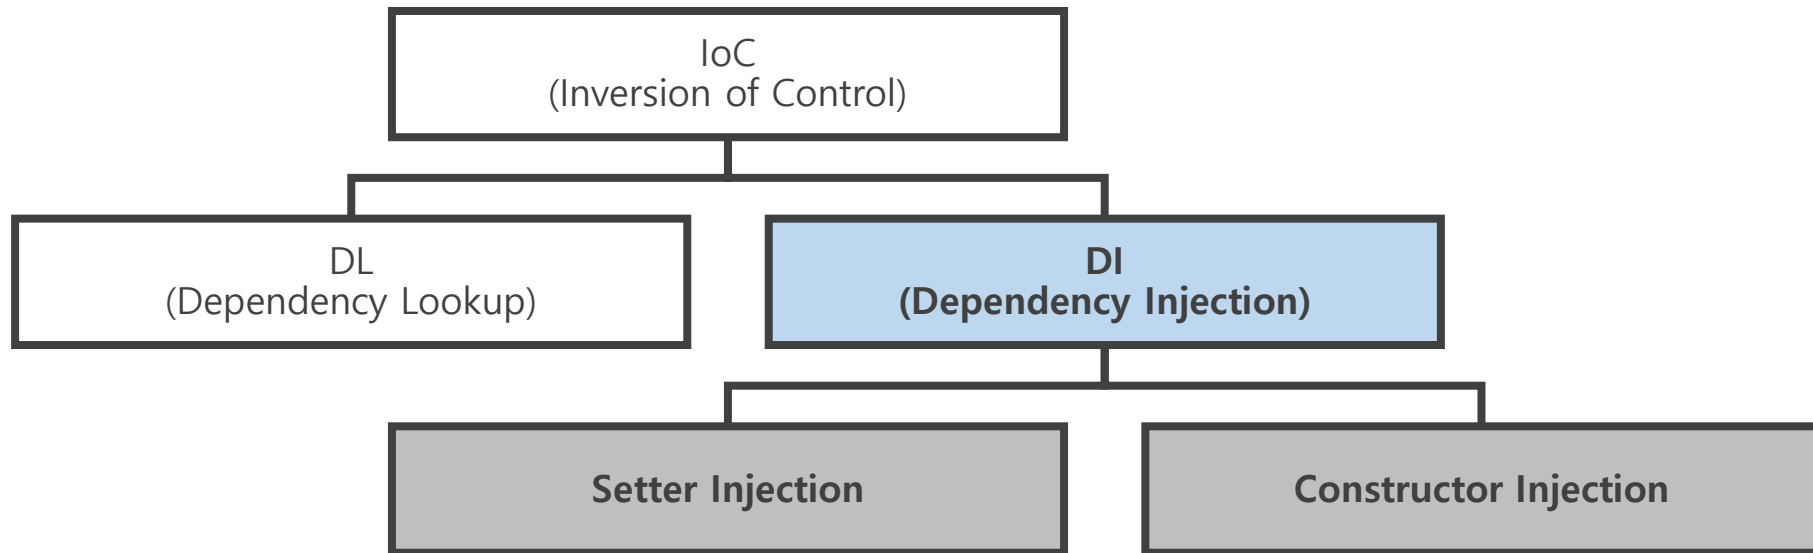 IoC
(Inversion of Control)
DL
(Dependency Lookup)
DI
(Dependency Injection)
Setter Injection
Constructor Injection